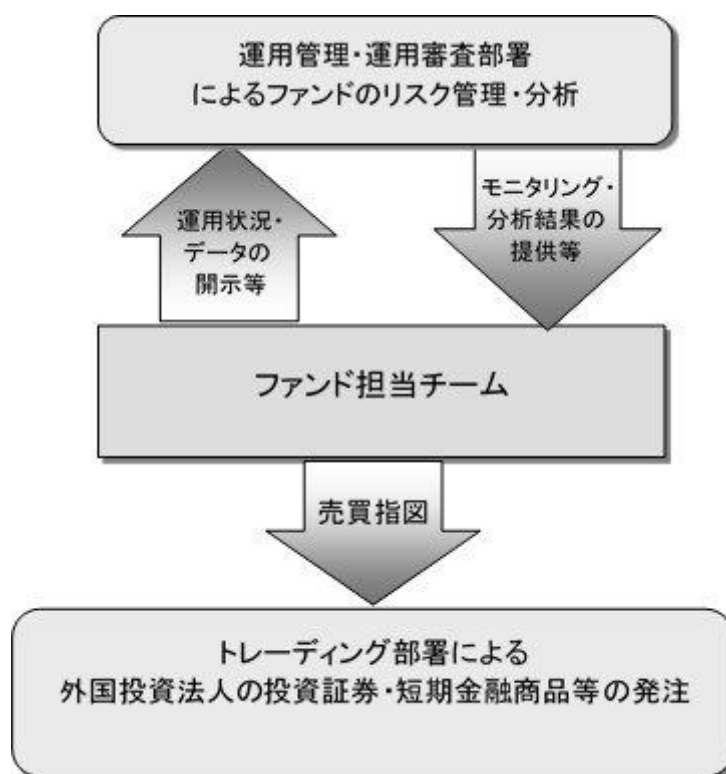 運用管理・運用審査部署
によるファンドのリスク管理・分析
運用状況・
データの
開示等
モニタリング・
分析結果の
提供等
ファンド担当チーム
売買指図
トレーディング部署による
外国投資法人の投資証券・短期金融商品等の発注